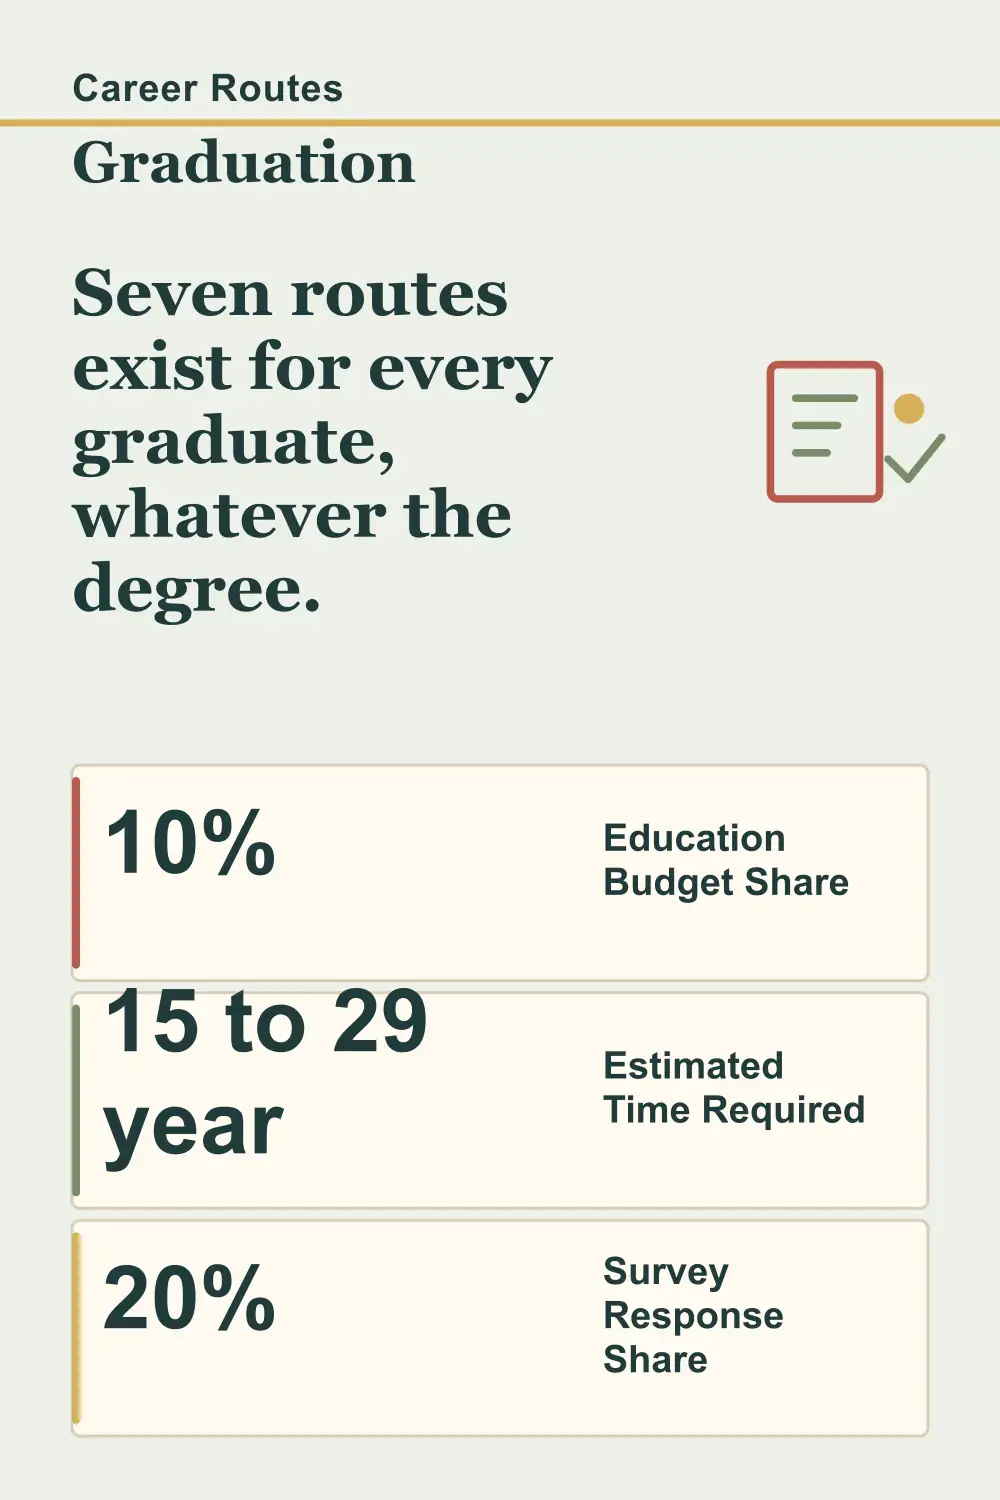 Career Routes
Graduation
Seven routes
exist for every
graduate,
whatever the
degree.
10%
Education
Budget Share
15 to 29
year
Estimated
Time Required
20%
Survey
Response
Share